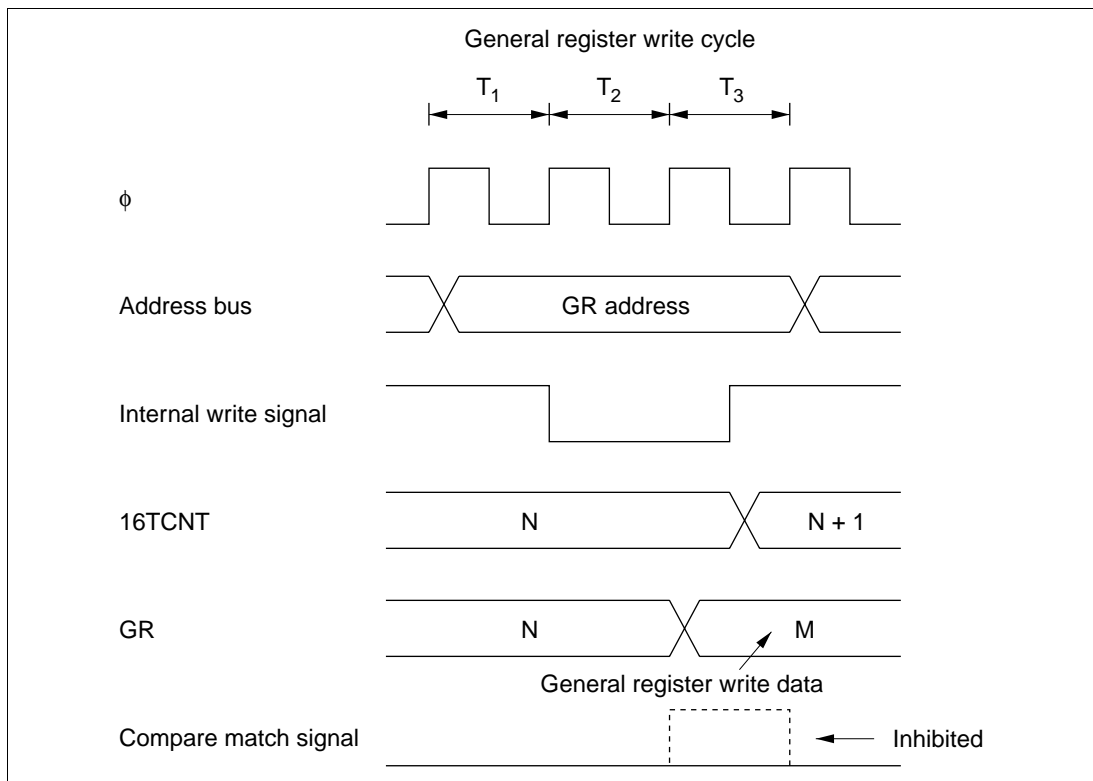 General register write cycle
T1 T2 T3
ϕ
Address bus
GR address
Internal write signal
16TCNT
N
N + 1
GR
N
M
General register write data
Compare match signal
Inhibited